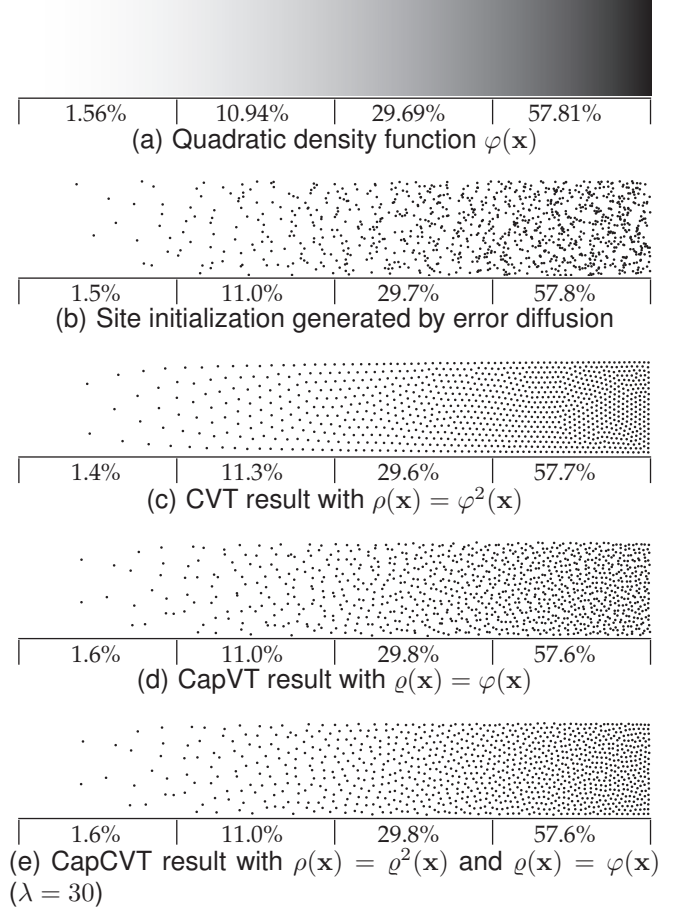 1.56% 10.94% 29.69% 57.81%
(a) Quadratic density function φ(x)
1.5% 11.0% 29.7% 57.8%
(b) Site initialization generated by error diffusion
1.4% 11.3% 29.6% 57.7%
(c) CVT result with ρ(x) = φ²(x)
1.6% 11.0% 29.8% 57.6%
(d) CapVT result with ϱ(x) = φ(x)
1.6% 11.0% 29.8% 57.6%
(e) CapCVT result with ρ(x) = ϱ²(x) and ϱ(x) = φ(x)
(λ = 30)